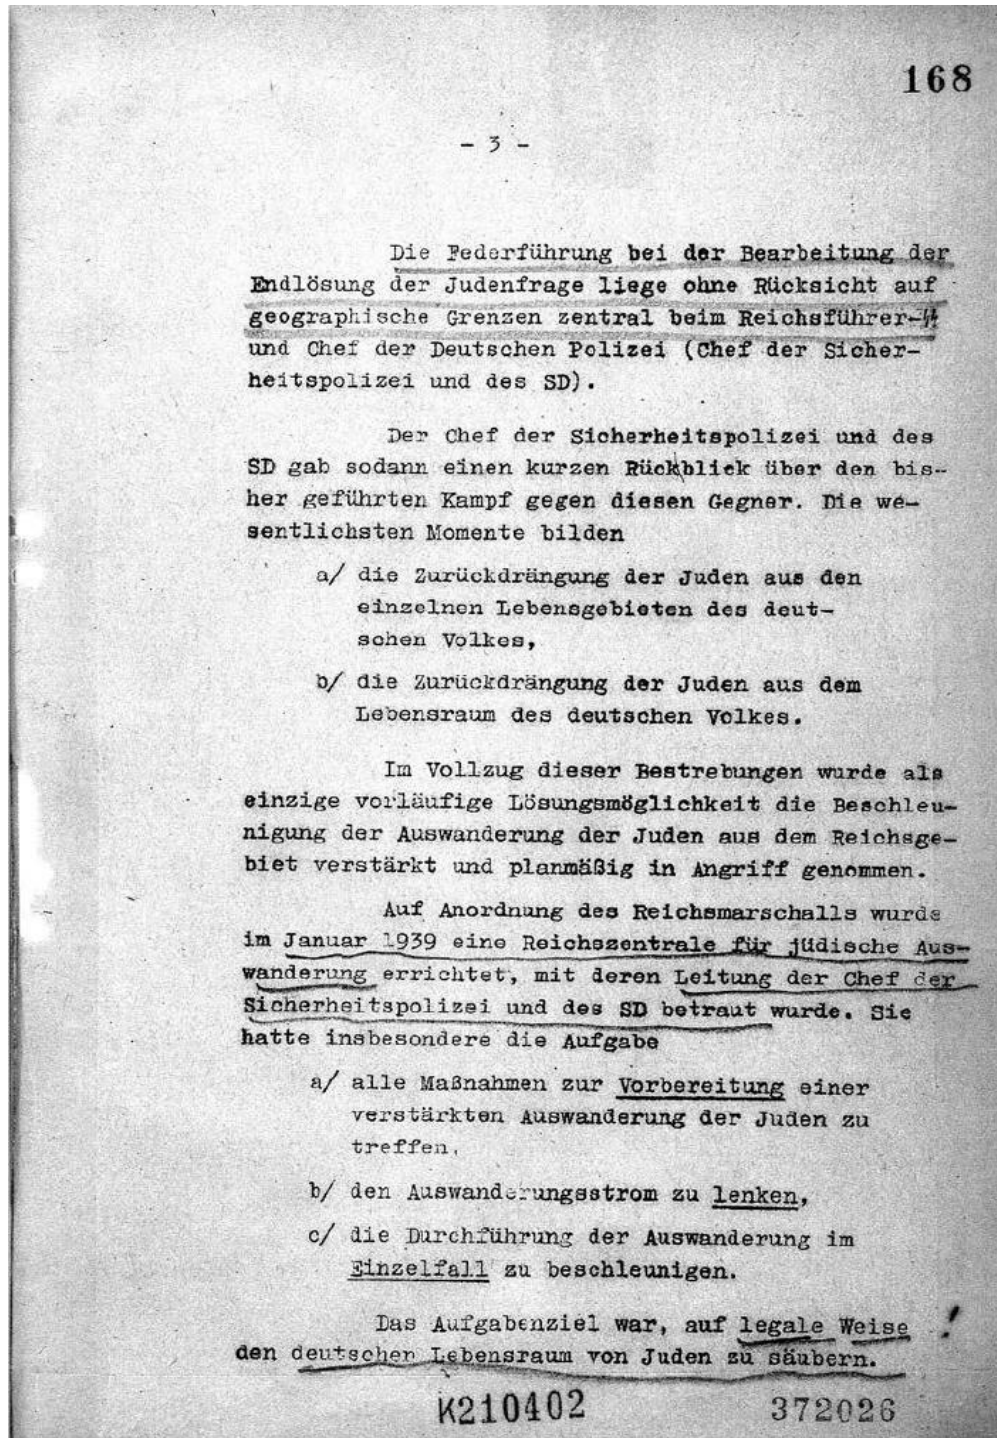 168
- 3 -
Die Federführung bei der Bearbeitung der
Endlösung der Judenfrage liege ohne Rücksicht auf
geographische Grenzen zentral beim Reichsführer-SS
und Chef der Deutschen Polizei (Chef der Sicher-
heitspolizei und des SD).
Der Chef der Sicherheitspolizei und des
SD gab sodann einen kurzen Rückblick über den bis-
her geführten Kampf gegen diesen Gegner. Die we-
sentlichsten Momente bilden
a/ die Zurückdrängung der Juden aus den
einzelnen Lebensgebieten des deut-
schen Volkes,
b/ die Zurückdrängung der Juden aus dem
Lebensraum des deutschen Volkes.
Im Vollzug dieser Bestrebungen wurde als
einzige vorläufige Lösungsmöglichkeit die Beschleu-
nigung der Auswanderung der Juden aus dem Reichsge-
biet verstärkt und planmäßig in Angriff genommen.
Auf Anordnung des Reichsmarschalls wurde
im Januar 1939 eine Reichszentrale für jüdische Aus-
wanderung errichtet, mit deren Leitung der Chef der
Sicherheitspolizei und des SD betraut wurde. Sie
hatte insbesondere die Aufgabe
a/ alle Maßnahmen zur Vorbereitung einer
verstärkten Auswanderung der Juden zu
treffen,
b/ den Auswanderungsstrom zu lenken,
c/ die Durchführung der Auswanderung im
Einzelfall zu beschleunigen.
Das Aufgabenziel war, auf legale Weise !
den deutschen Lebensraum von Juden zu säubern.
K210402 372026